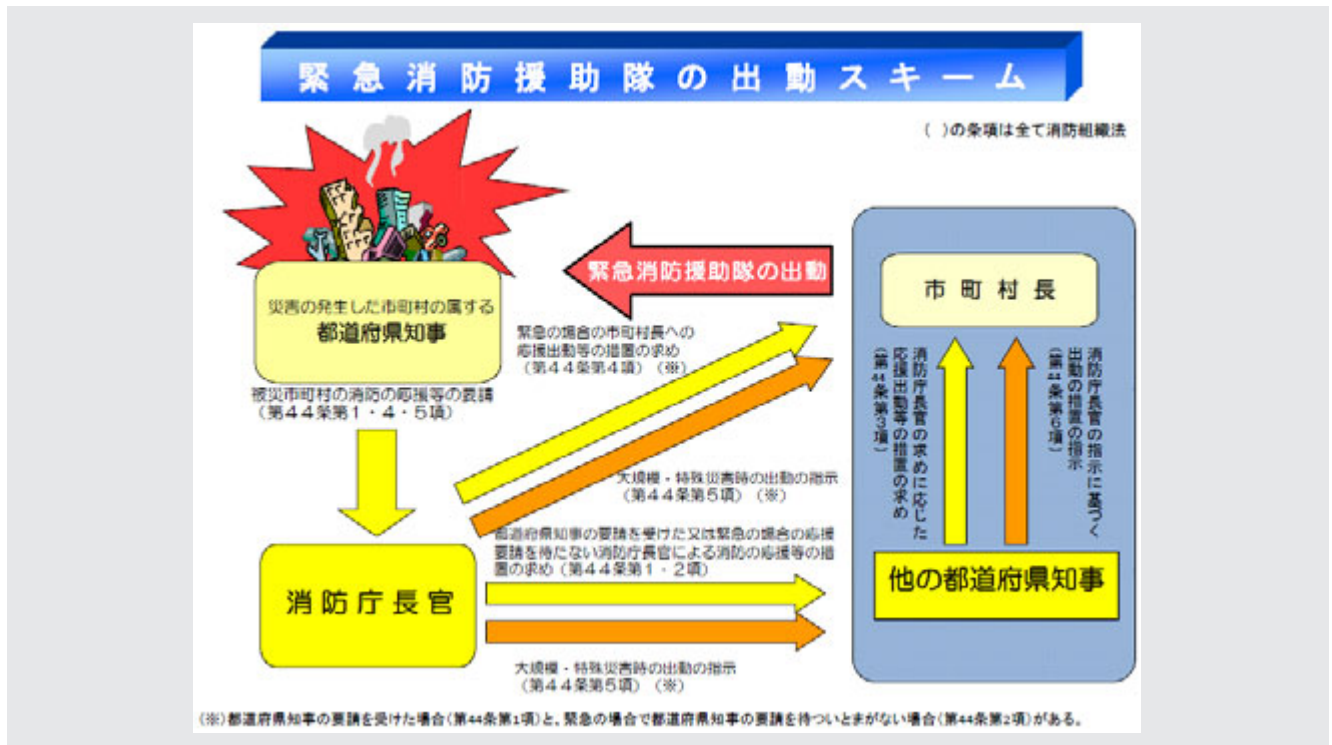 緊急消防援助隊の出動スキーム
( )の条項は全て消防組織法
災害の発生した市町村の属する
都道府県知事
被災市町村の消防の応援等の要請
(第44条第1・4・5項)
消防庁長官
緊急消防援助隊の出動
緊急の場合の市町村長への
応援出動等の措置の求め
(第44条第4項) (※)
大規模・特殊災害時の出動の指示
(第44条第5項) (※)
都道府県知事の要請を受けた又は緊急の場合の応援
要請を待たない消防庁長官による消防の応援等の措
置の求め(第44条第1・2項)
大規模・特殊災害時の出動の指示
(第44条第5項) (※)
市町村長
消防庁長官の指示に基づく
出動の措置の指示
(第44条第6項)
消防庁長官の求めに応じた
応援出動等の措置の求め
(第44条第3項)
他の都道府県知事
(※)都道府県知事の要請を受けた場合(第44条第1項)と、緊急の場合で都道府県知事の要請を待ついとまがない場合(第44条第2項)がある。